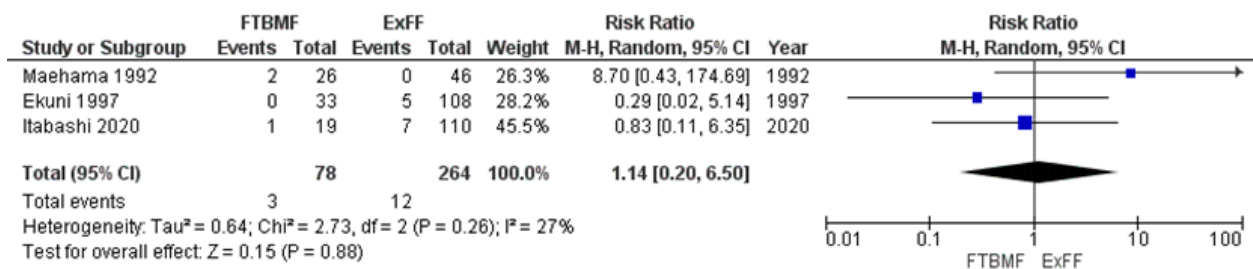 FTBMF ExFF Risk Ratio Risk Ratio
Study or Subgroup Events Total Events Total Weight M-H, Random, 95% CI Year M-H, Random, 95% CI
Maehama 1992 2 26 0 46 26.3% 8.70 [0.43, 174.69] 1992
Ekuni 1997 0 33 5 108 28.2% 0.29 [0.02, 5.14] 1997
Itabashi 2020 1 19 7 110 45.5% 0.83 [0.11, 6.35] 2020
Total (95% CI) 78 264 100.0% 1.14 [0.20, 6.50]
Total events 3 12
Heterogeneity: Tau² = 0.64; Chi² = 2.73, df = 2 (P = 0.26); I² = 27%
Test for overall effect: Z = 0.15 (P = 0.88)
0.01 0.1 1 10 100
FTBMF ExFF